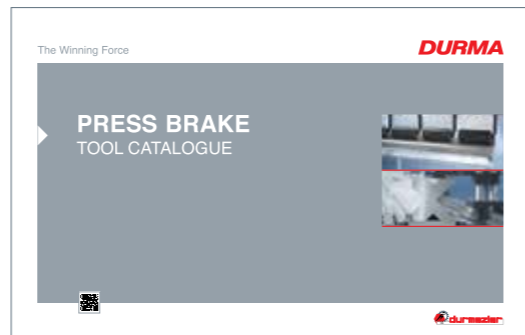 The Winning Force
DURMA
PRESS BRAKE
TOOL CATALOGUE
durmazlar